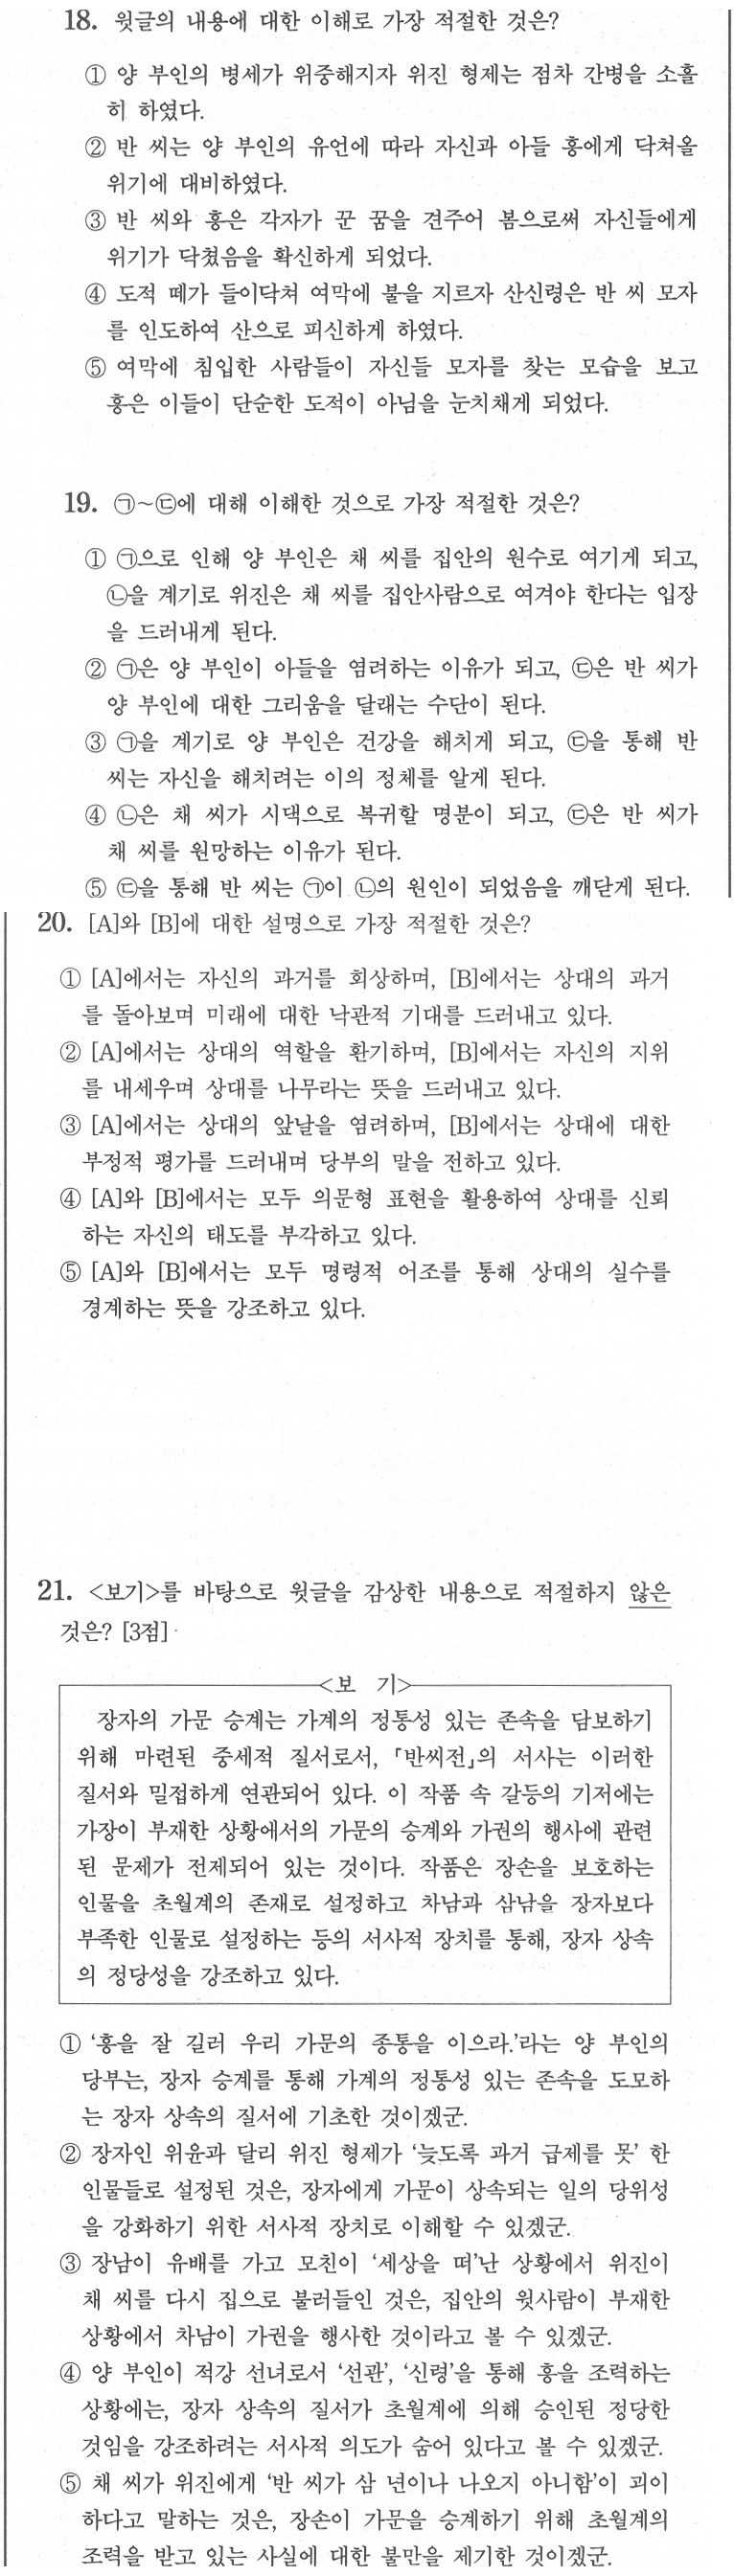 18. 윗글의 내용에 대한 이해로 가장 적절한 것은?
① 양 부인의 병세가 위중해지자 위진 형제는 점차 간병을 소홀
히 하였다.
② 반 씨는 양 부인의 유언에 따라 자신과 아들 흥에게 닥쳐올
위기에 대비하였다.
③ 반 씨와 흥은 각자가 꾼 꿈을 견주어 봄으로써 자신들에게
위기가 닥쳤음을 확신하게 되었다.
④ 도적 떼가 들이닥쳐 여막에 불을 지르자 산신령은 반 씨 모자
를 인도하여 산으로 피신하게 하였다.
⑤ 여막에 침입한 사람들이 자신들 모자를 찾는 모습을 보고
흥은 이들이 단순한 도적이 아님을 눈치채게 되었다.
19. ㉠~㉢에 대해 이해한 것으로 가장 적절한 것은?
① ㉠으로 인해 양 부인은 채 씨를 집안의 원수로 여기게 되고,
㉡을 계기로 위진은 채 씨를 집안사람으로 여겨야 한다는 입장
을 드러내게 된다.
② ㉠은 양 부인이 아들을 염려하는 이유가 되고, ㉢은 반 씨가
양 부인에 대한 그리움을 달래는 수단이 된다.
③ ㉠을 계기로 양 부인은 건강을 해치게 되고, ㉢을 통해 반
씨는 자신을 해치려는 이의 정체를 알게 된다.
④ ㉡은 채 씨가 시댁으로 복귀할 명분이 되고, ㉢은 반 씨가
채 씨를 원망하는 이유가 된다.
⑤ ㉢을 통해 반 씨는 ㉠이 ㉡의 원인이 되었음을 깨닫게 된다.
20. [A]와 [B]에 대한 설명으로 가장 적절한 것은?
① [A]에서는 자신의 과거를 회상하며, [B]에서는 상대의 과거
를 돌아보며 미래에 대한 낙관적 기대를 드러내고 있다.
② [A]에서는 상대의 역할을 환기하며, [B]에서는 자신의 지위
를 내세우며 상대를 나무라는 뜻을 드러내고 있다.
③ [A]에서는 상대의 앞날을 염려하며, [B]에서는 상대에 대한
부정적 평가를 드러내며 당부의 말을 전하고 있다.
④ [A]와 [B]에서는 모두 의문형 표현을 활용하여 상대를 신뢰
하는 자신의 태도를 부각하고 있다.
⑤ [A]와 [B]에서는 모두 명령적 어조를 통해 상대의 실수를
경계하는 뜻을 강조하고 있다.
21. <보기>를 바탕으로 윗글을 감상한 내용으로 적절하지 않은
것은? [3점]
<보 기>
장자의 가문 승계는 가계의 정통성 있는 존속을 담보하기
위해 마련된 중세적 질서로서, 「반씨전」의 서사는 이러한
질서와 밀접하게 연관되어 있다. 이 작품 속 갈등의 기저에는
가장이 부재한 상황에서의 가문의 승계와 가권의 행사에 관련
된 문제가 전제되어 있는 것이다. 작품은 장손을 보호하는
인물을 초월계의 존재로 설정하고 차남과 삼남을 장자보다
부족한 인물로 설정하는 등의 서사적 장치를 통해, 장자 상속
의 정당성을 강조하고 있다.
① ‘흥을 잘 길러 우리 가문의 종통을 이으라.’라는 양 부인의
당부는, 장자 승계를 통해 가계의 정통성 있는 존속을 도모하
는 장자 상속의 질서에 기초한 것이겠군.
② 장자인 위윤과 달리 위진 형제가 ‘늦도록 과거 급제를 못’ 한
인물들로 설정된 것은, 장자에게 가문이 상속되는 일의 당위성
을 강화하기 위한 서사적 장치로 이해할 수 있겠군.
③ 장남이 유배를 가고 모친이 ‘세상을 떠’난 상황에서 위진이
채 씨를 다시 집으로 불러들인 것은, 집안의 윗사람이 부재한
상황에서 차남이 가권을 행사한 것이라고 볼 수 있겠군.
④ 양 부인이 적강 선녀로서 ‘선관’, ‘신령’을 통해 흥을 조력하는
상황에는, 장자 상속의 질서가 초월계에 의해 승인된 정당한
것임을 강조하려는 서사적 의도가 숨어 있다고 볼 수 있겠군.
⑤ 채 씨가 위진에게 ‘반 씨가 삼 년이나 나오지 아니함’이 괴이
하다고 말하는 것은, 장손이 가문을 승계하기 위해 초월계의
조력을 받고 있는 사실에 대한 불만을 제기한 것이겠군.